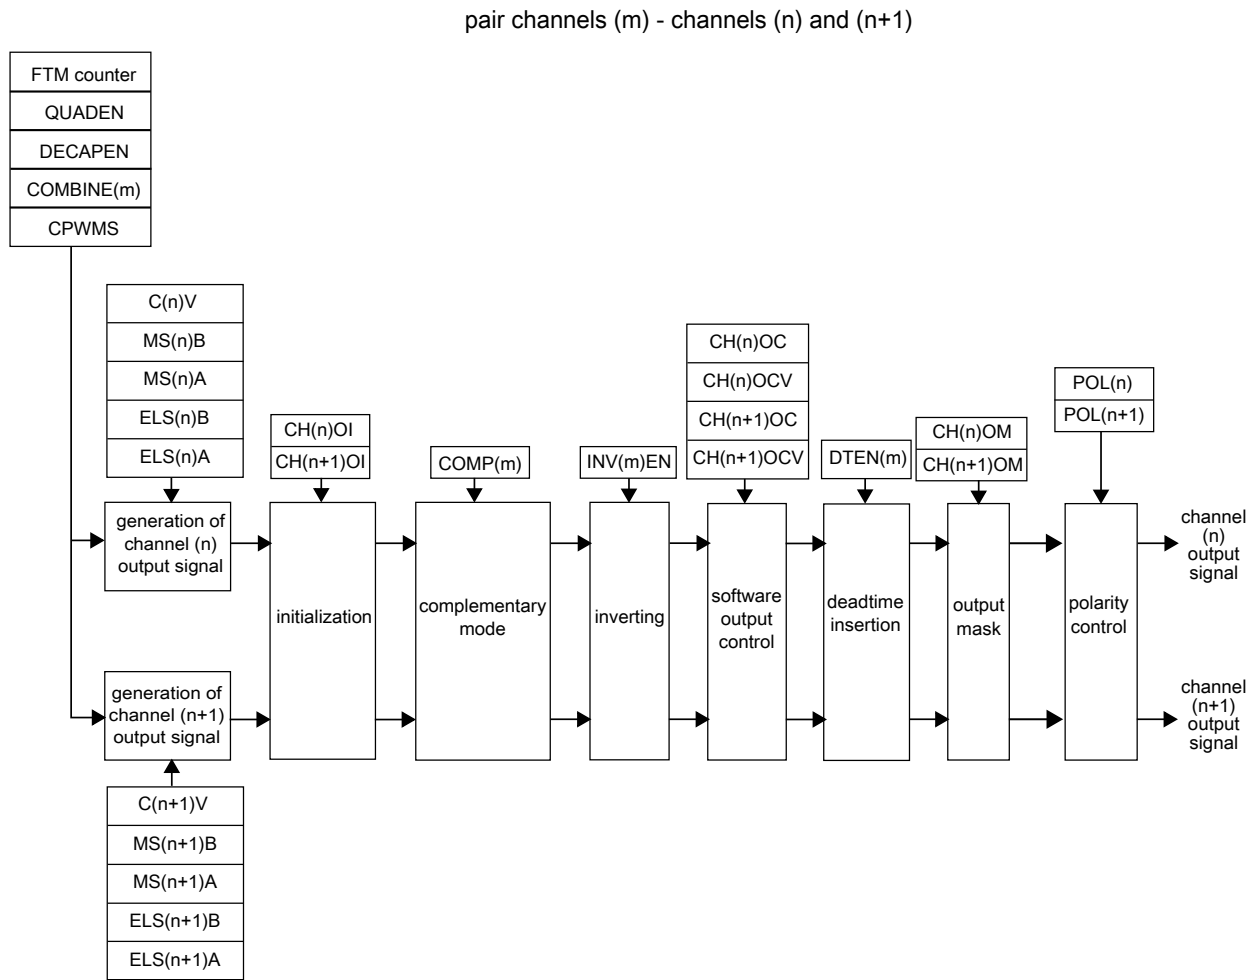 pair channels (m) - channels (n) and (n+1)
FTM counter
QUADEN
DECAPEN
COMBINE(m)
CPWMS
C(n)V
MS(n)B
MS(n)A
ELS(n)B
ELS(n)A
CH(n)OI
CH(n+1)OI
COMP(m)
INV(m)EN
CH(n)OC
CH(n)OCV
CH(n+1)OC
CH(n+1)OCV
DTEN(m)
CH(n)OM
CH(n+1)OM
POL(n)
POL(n+1)
generation of
channel (n)
output signal
initialization
complementary
mode
inverting
software
output
control
deadtime
insertion
output
mask
polarity
control
channel
(n)
output
signal
generation of
channel (n+1)
output signal
channel
(n+1)
output
signal
C(n+1)V
MS(n+1)B
MS(n+1)A
ELS(n+1)B
ELS(n+1)A